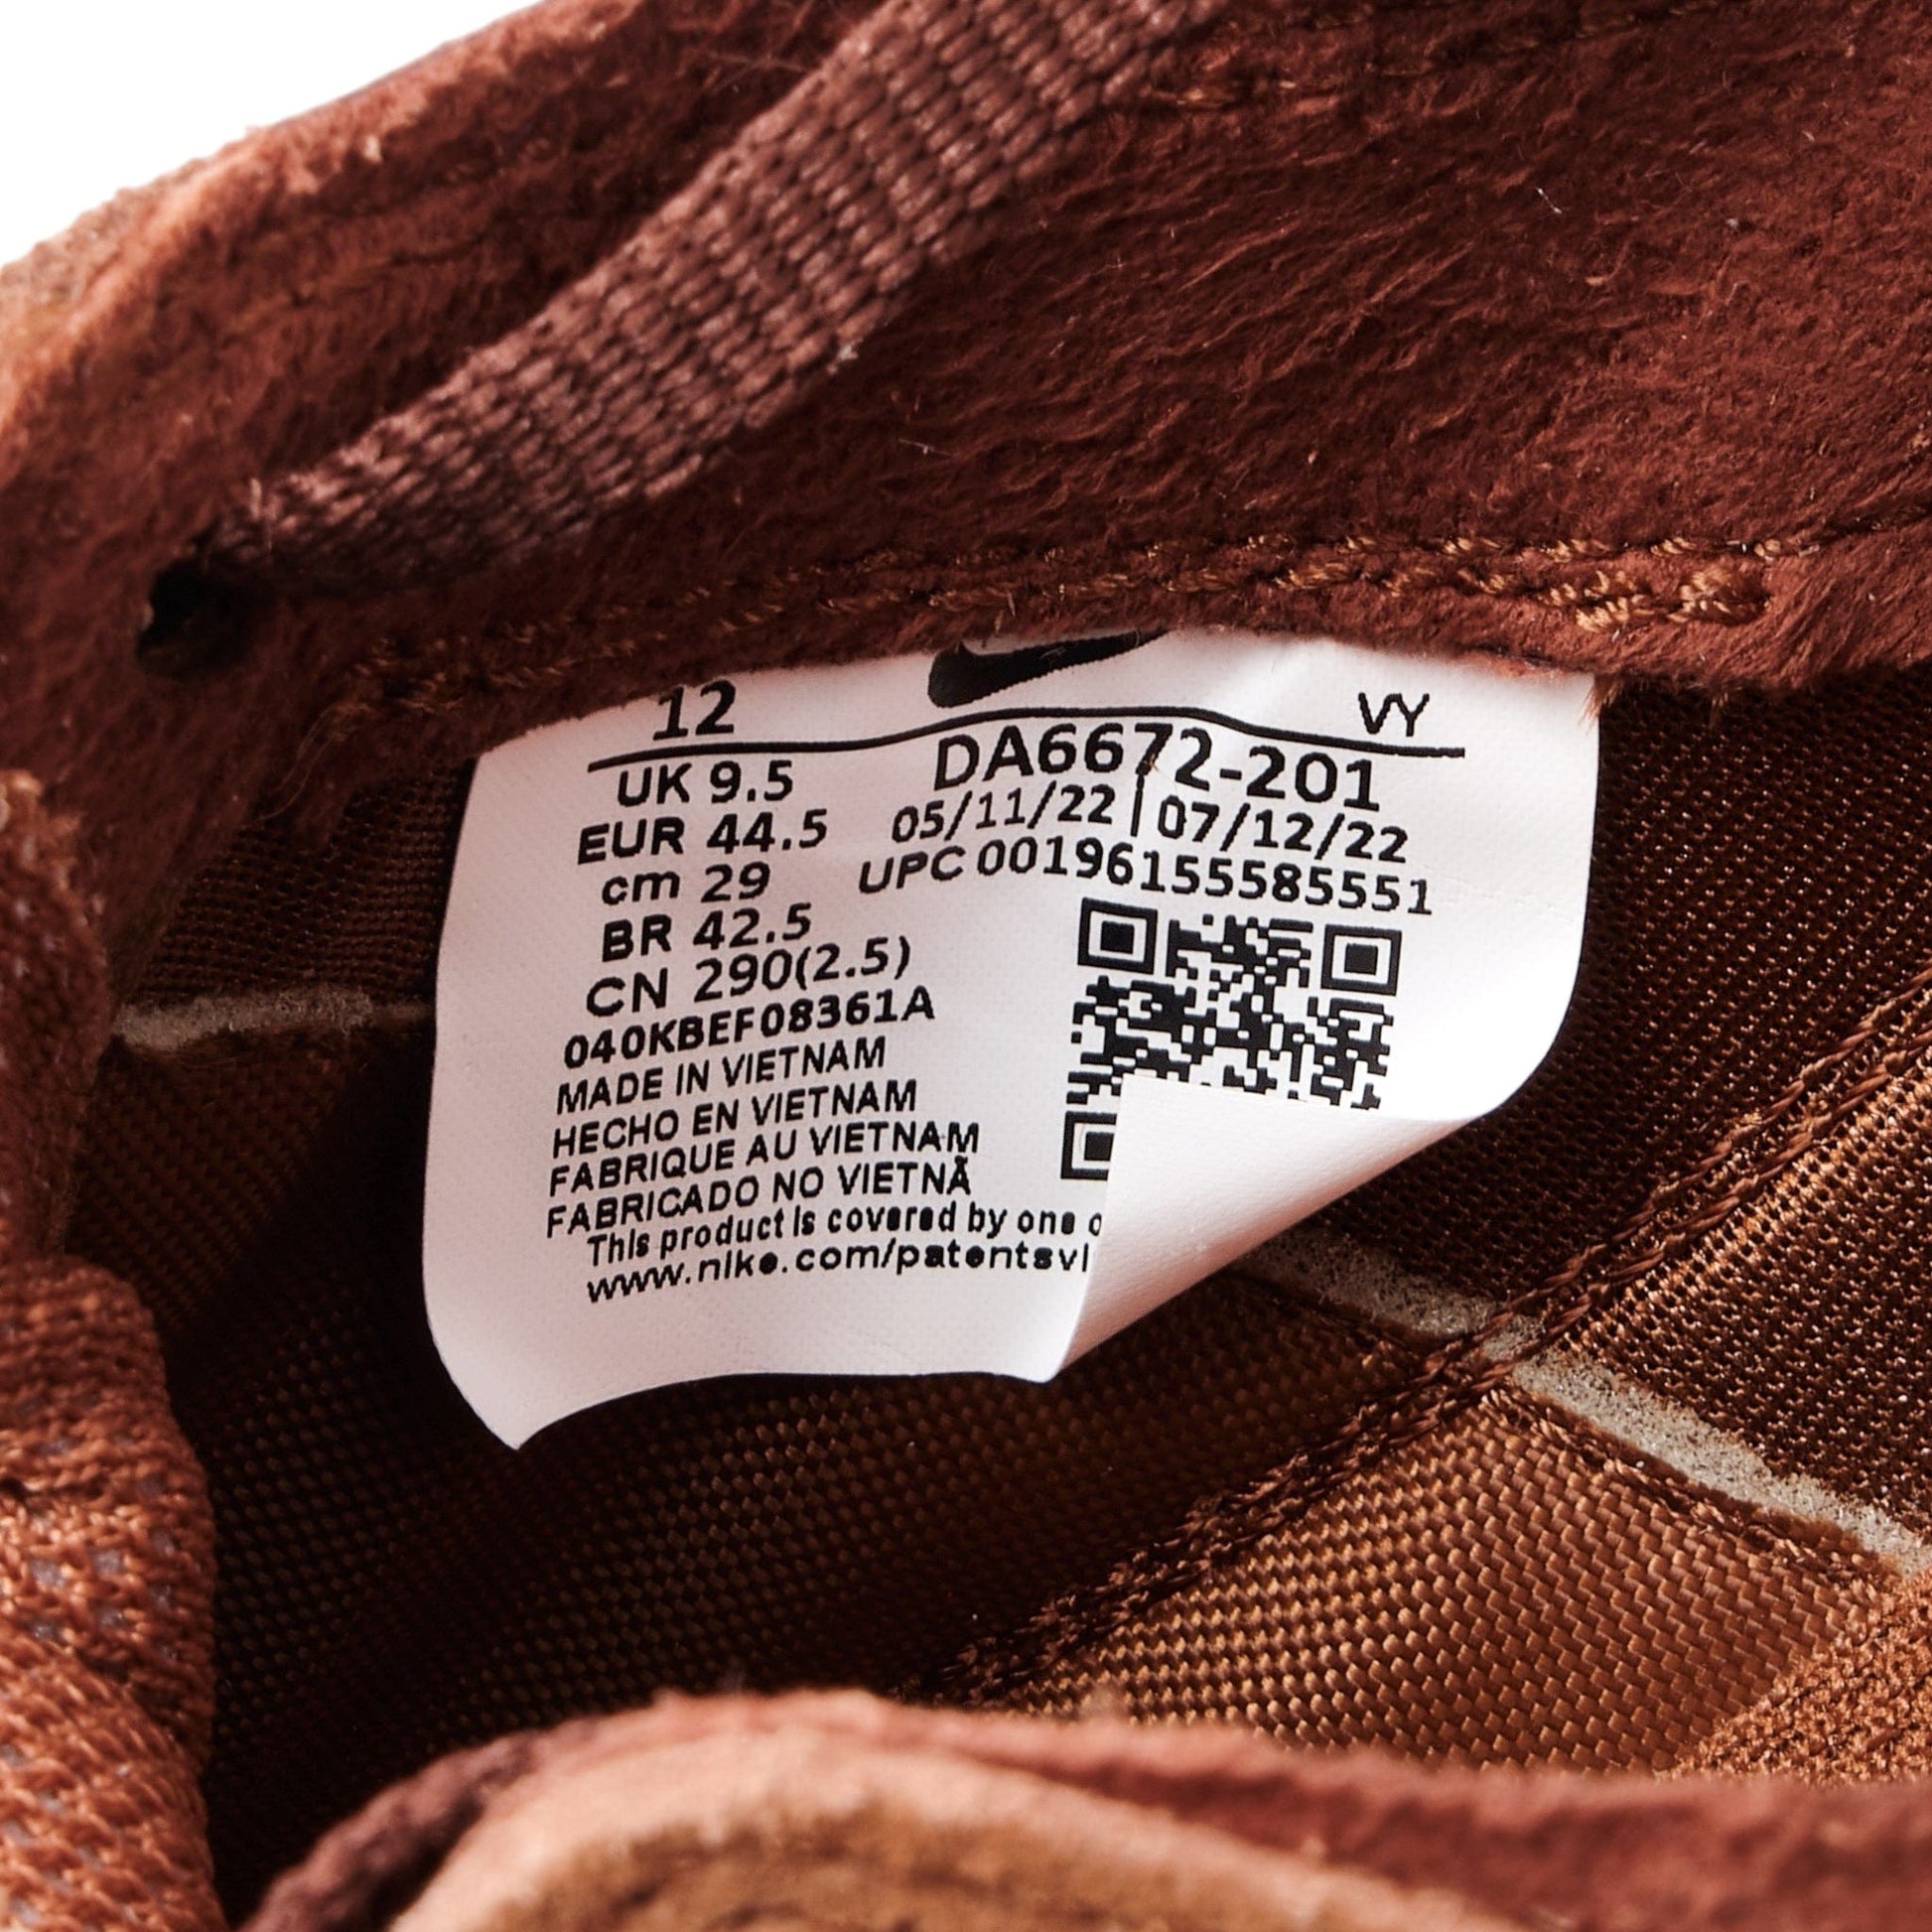 12 VY
UK 9.5 DA6672-201
EUR 44.5 05/11/22 | 07/12/22
cm 29 UPC 00196155585551
BR 42.5
CN 290(2.5)
040KBEF08361A
MADE IN VIETNAM
HECHO EN VIETNAM
FABRIQUE AU VIETNAM
FABRICADO NO VIETNÃ
This product is covered by one
www.nike.com/patentsvi